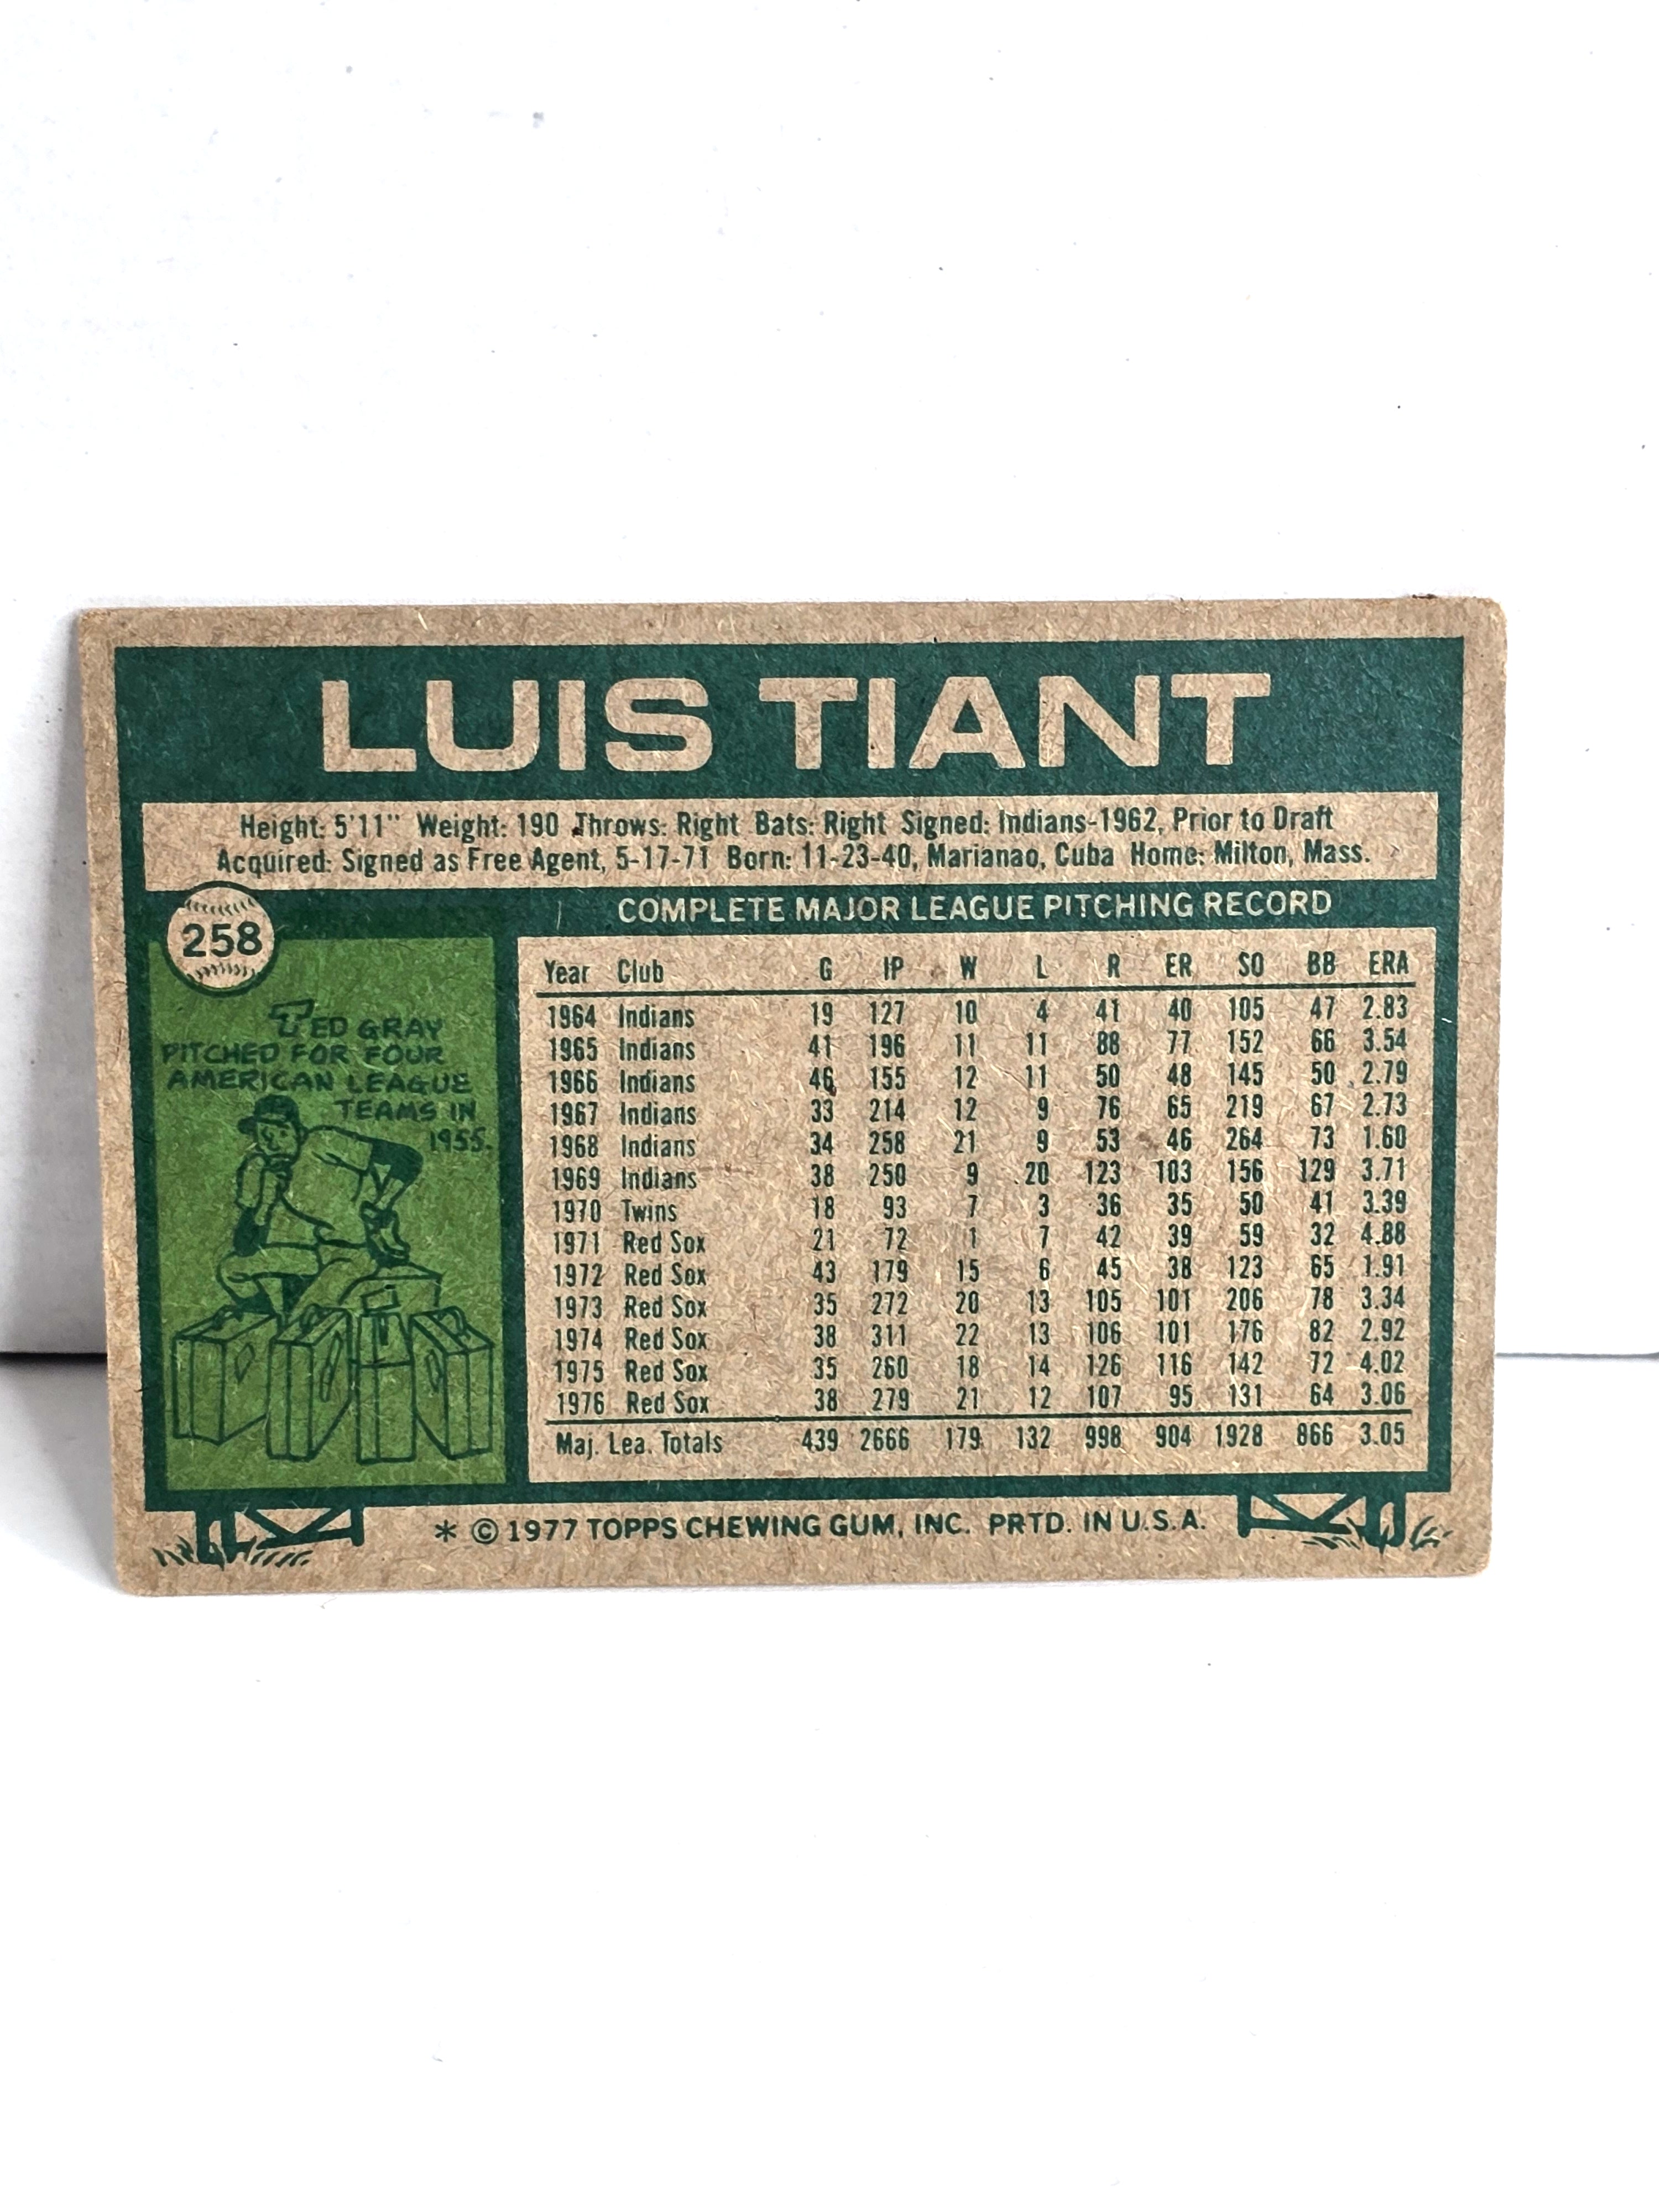 LUIS TIANT
Height: 5'11" Weight: 190 Throws: Right Bats: Right Signed: Indians-1962, Prior to Draft
Acquired: Signed as Free Agent, 5-17-71 Born: 11-23-40, Marianao, Cuba Home: Milton, Mass.
258
TED GRAY
PITCHED FOR FOUR
AMERICAN LEAGUE
TEAMS IN
1955.
COMPLETE MAJOR LEAGUE PITCHING RECORD
Year Club G IP W L R ER SO BB ERA
1964 Indians 19 127 10 4 41 40 105 47 2.83
1965 Indians 41 196 11 11 88 77 152 66 3.54
1966 Indians 46 155 12 11 50 48 145 50 2.79
1967 Indians 33 214 12 9 76 65 219 67 2.73
1968 Indians 34 258 21 9 53 46 264 73 1.60
1969 Indians 38 250 9 20 123 103 156 129 3.71
1970 Twins 18 93 7 3 36 35 50 41 3.39
1971 Red Sox 21 72 1 7 42 39 59 32 4.88
1972 Red Sox 43 179 15 6 45 38 123 65 1.91
1973 Red Sox 35 272 20 13 105 101 206 78 3.34
1974 Red Sox 38 311 22 13 106 101 176 82 2.92
1975 Red Sox 35 260 18 14 126 116 142 72 4.02
1976 Red Sox 38 279 21 12 107 95 131 64 3.06
Maj. Lea. Totals 439 2666 179 132 998 904 1928 866 3.05
* © 1977 TOPPS CHEWING GUM, INC. PRTD. IN U.S.A.